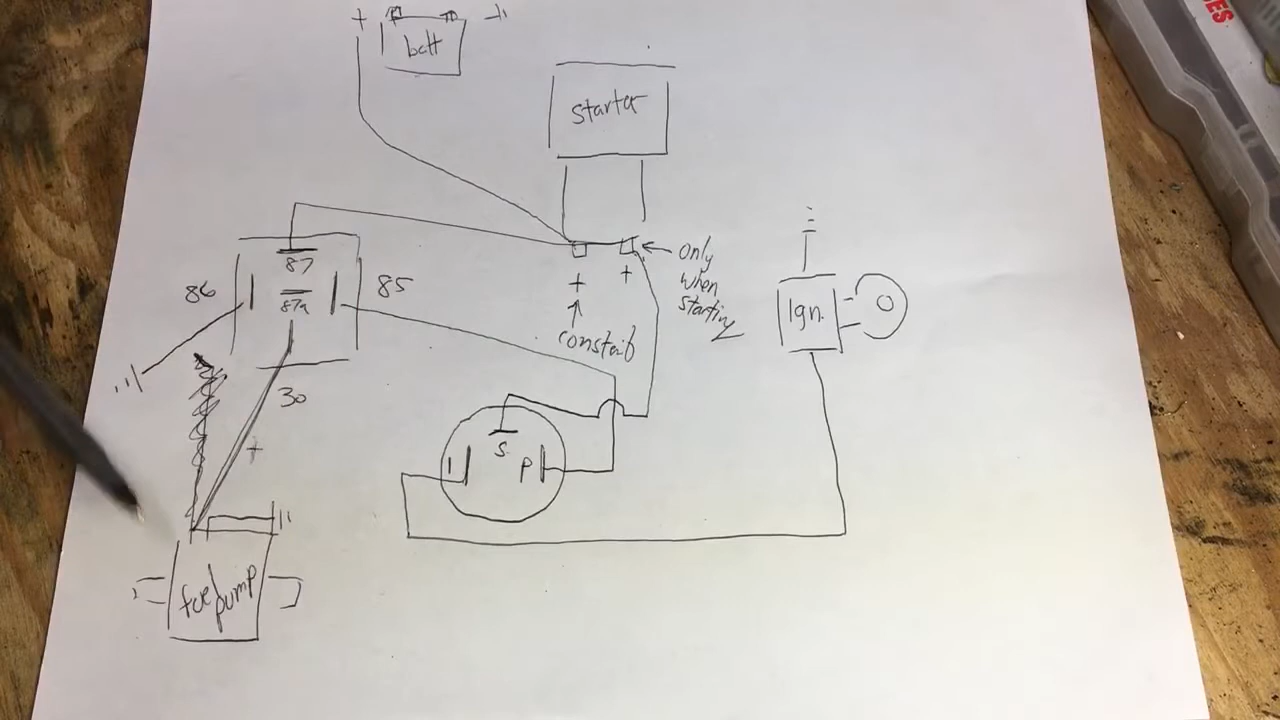 +
batt
starter
87
87a
86
85
30
+
+
constant
+
only
when
starting
Ign.
S
P
I
fuel
pump